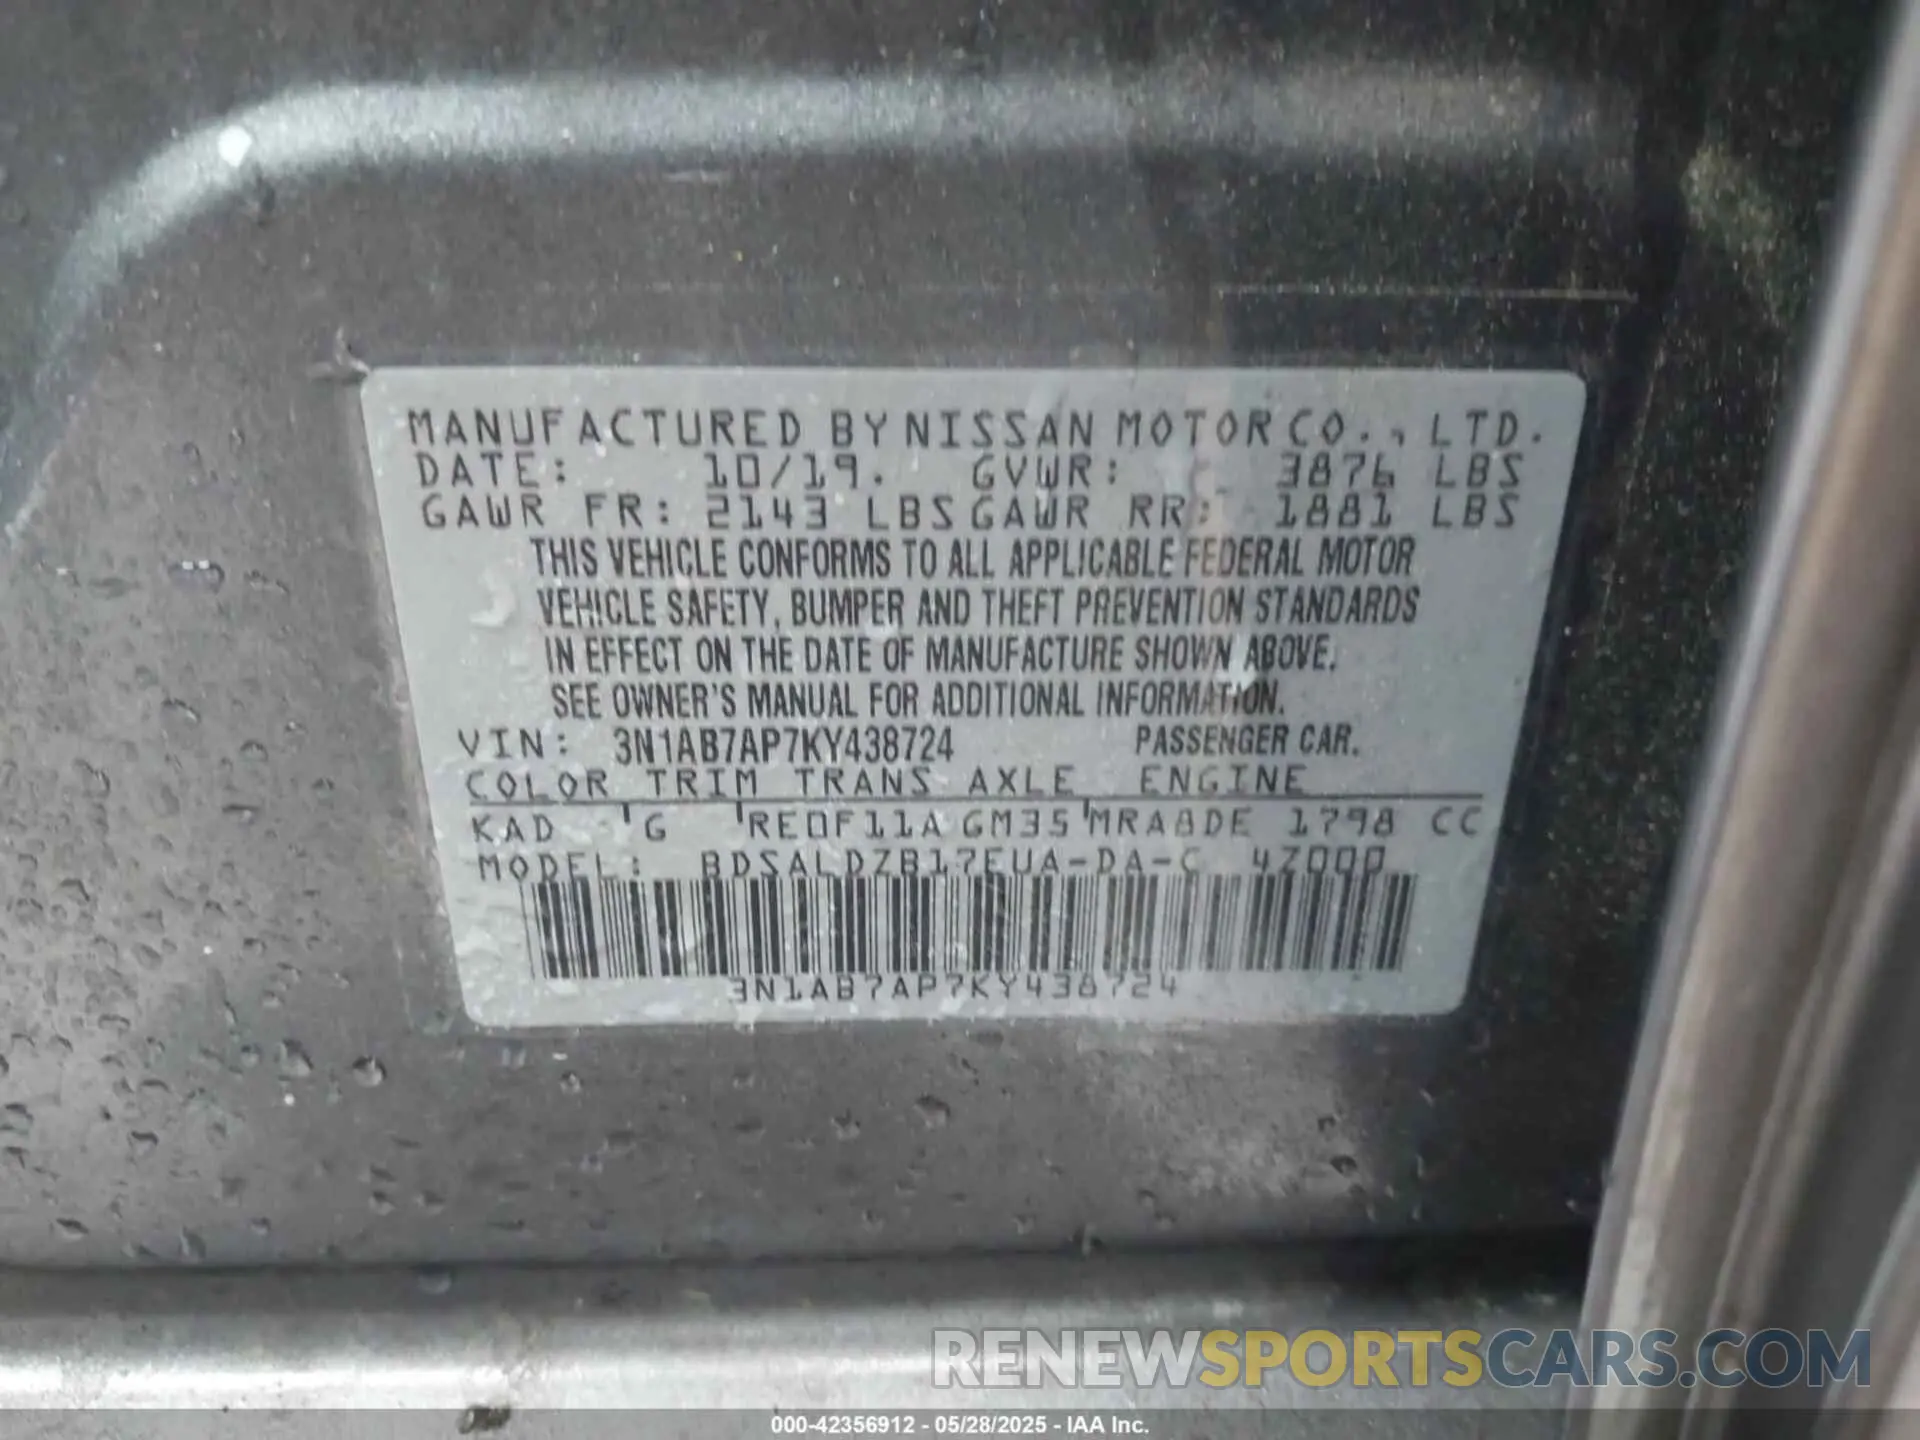 MANUFACTURED BY NISSAN MOTOR CO., LTD.
DATE: 10/19. GVWR: 3876 LBS
GAWR FR: 2143 LBS GAWR RR: 1881 LBS
THIS VEHICLE CONFORMS TO ALL APPLICABLE FEDERAL MOTOR
VEHICLE SAFETY, BUMPER AND THEFT PREVENTION STANDARDS
IN EFFECT ON THE DATE OF MANUFACTURE SHOWN ABOVE.
SEE OWNER'S MANUAL FOR ADDITIONAL INFORMATION.
VIN: 3N1AB7AP7KY438724 PASSENGER CAR.
COLOR TRIM TRANS AXLE ENGINE
KAD G RE0F11A GM35 MRA8DE 1798 CC
MODEL: BDSALDZB17EUA-DA-C 4Z000
3N1AB7AP7KY438724
RENEWSPORTSCARS.COM
000-42356912 - 05/28/2025 - IAA Inc.